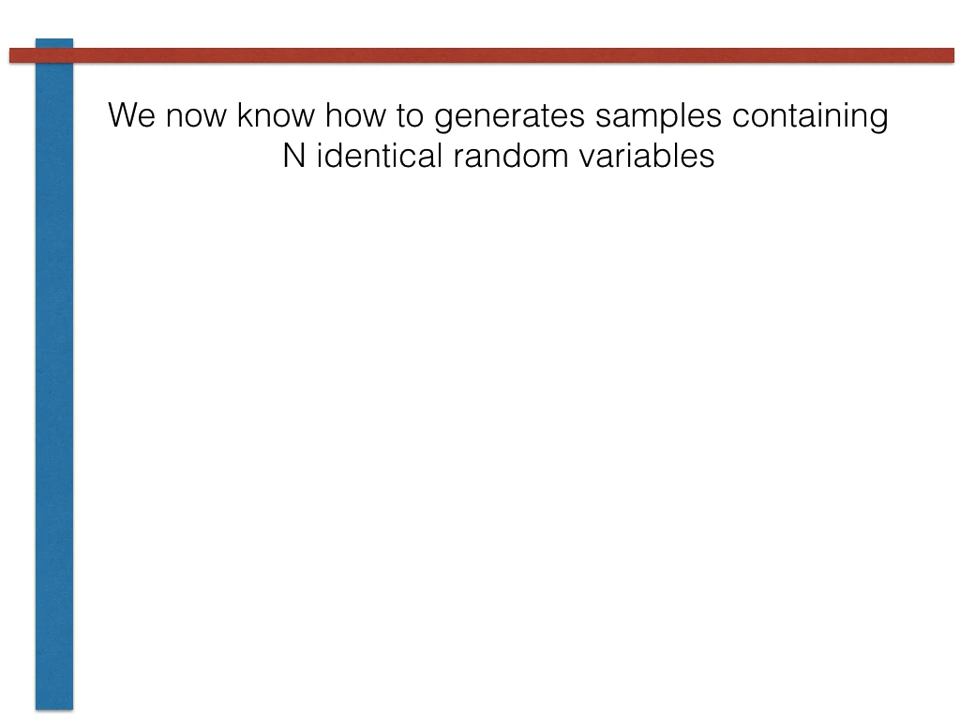 We now know how to generates samples containing
N identical random variables